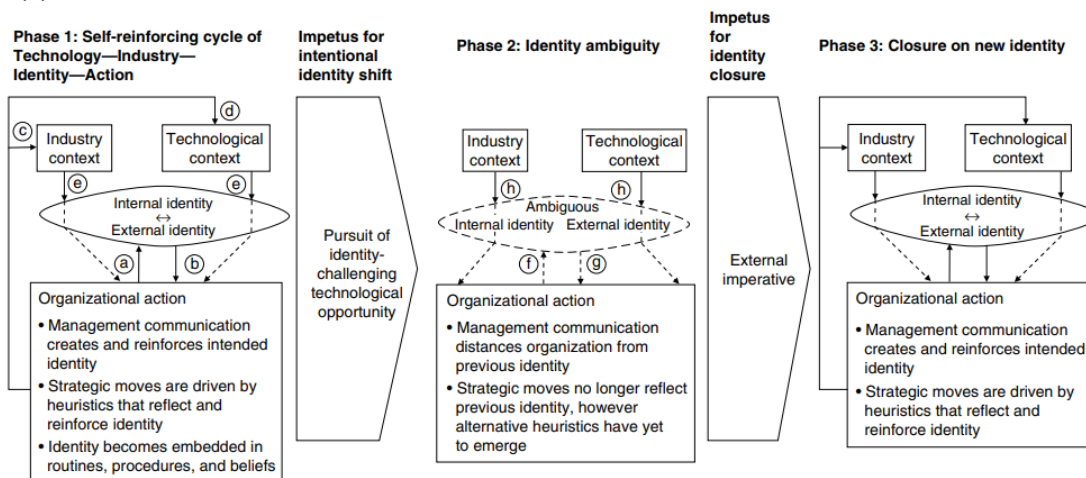 Phase 1: Self-reinforcing cycle of
Technology—Industry—
Identity—Action
ⓒ
ⓓ
Industry
context
Technological
context
ⓔ
ⓔ
Internal identity
↔
External identity
ⓐ
ⓑ
Organizational action
• Management communication
creates and reinforces intended
identity
• Strategic moves are driven by
heuristics that reflect and
reinforce identity
• Identity becomes embedded in
routines, procedures, and beliefs
Impetus for
intentional
identity shift
Pursuit of
identity-
challenging
technological
opportunity
Phase 2: Identity ambiguity
Industry
context
Technological
context
ⓗ
ⓗ
Ambiguous
Internal identity External identity
ⓕ
ⓖ
Organizational action
• Management communication
distances organization from
previous identity
• Strategic moves no longer reflect
previous identity, however
alternative heuristics have yet
to emerge
Impetus
for
identity
closure
External
imperative
Phase 3: Closure on new identity
Industry
context
Technological
context
Internal identity
↔
External identity
Organizational action
• Management communication
creates and reinforces intended
identity
• Strategic moves are driven by
heuristics that reflect and
reinforce identity